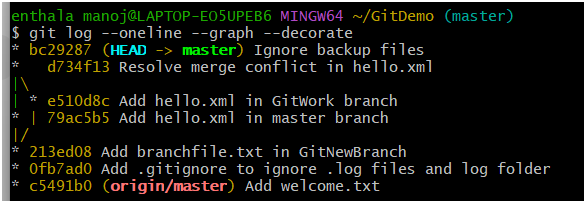 enthala manoj@LAPTOP-EO5UPEB6 MINGW64 ~/GitDemo (master)
$ git log --oneline --graph --decorate
* bc29287 (HEAD -> master) Ignore backup files
*   d734f13 Resolve merge conflict in hello.xml
|\
| * e510d8c Add hello.xml in GitWork branch
* | 79ac5b5 Add hello.xml in master branch
|/
* 213ed08 Add branchfile.txt in GitNewBranch
* 0fb7ad0 Add .gitignore to ignore .log files and log folder
* c5491b0 (origin/master) Add welcome.txt